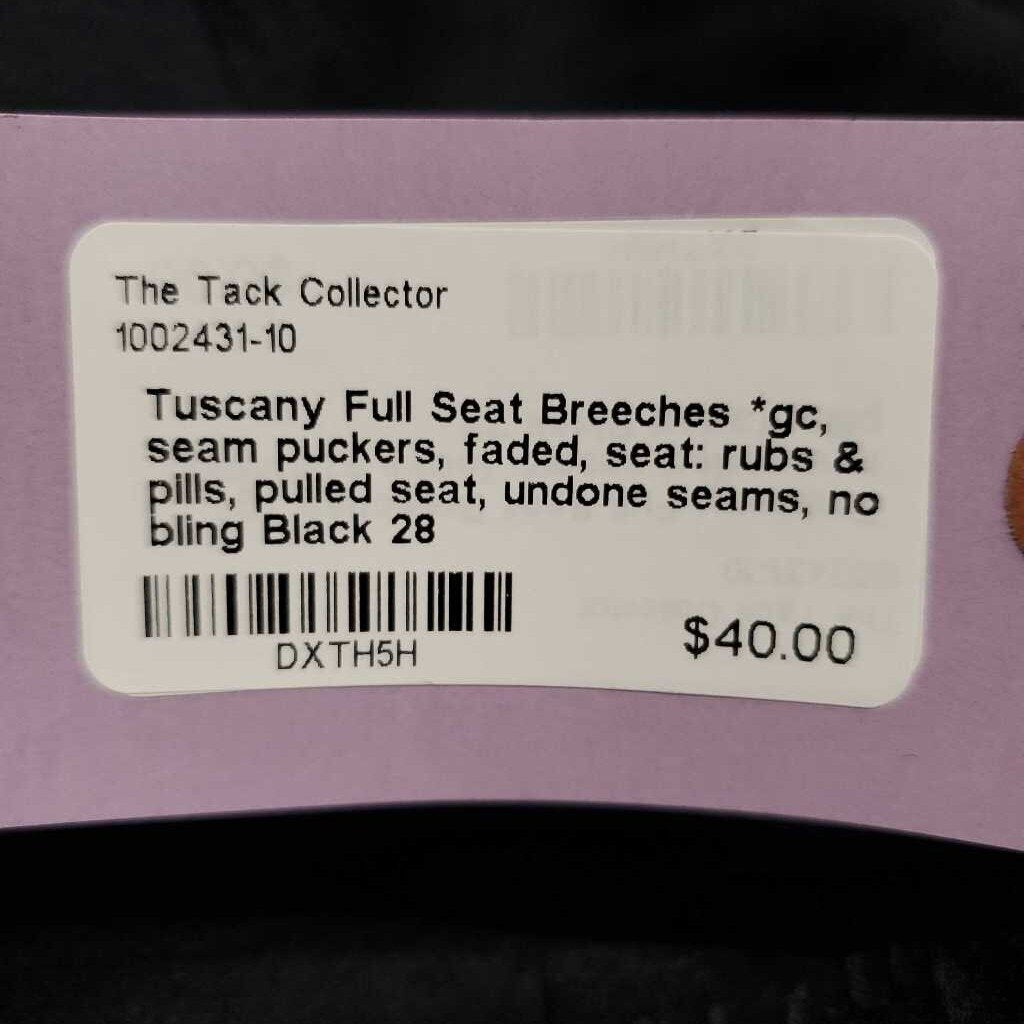 The Tack Collector
1002431-10
Tuscany Full Seat Breeches *gc,
seam puckers, faded, seat: rubs &
pills, pulled seat, undone seams, no
bling Black 28
DXTH5H
$40.00